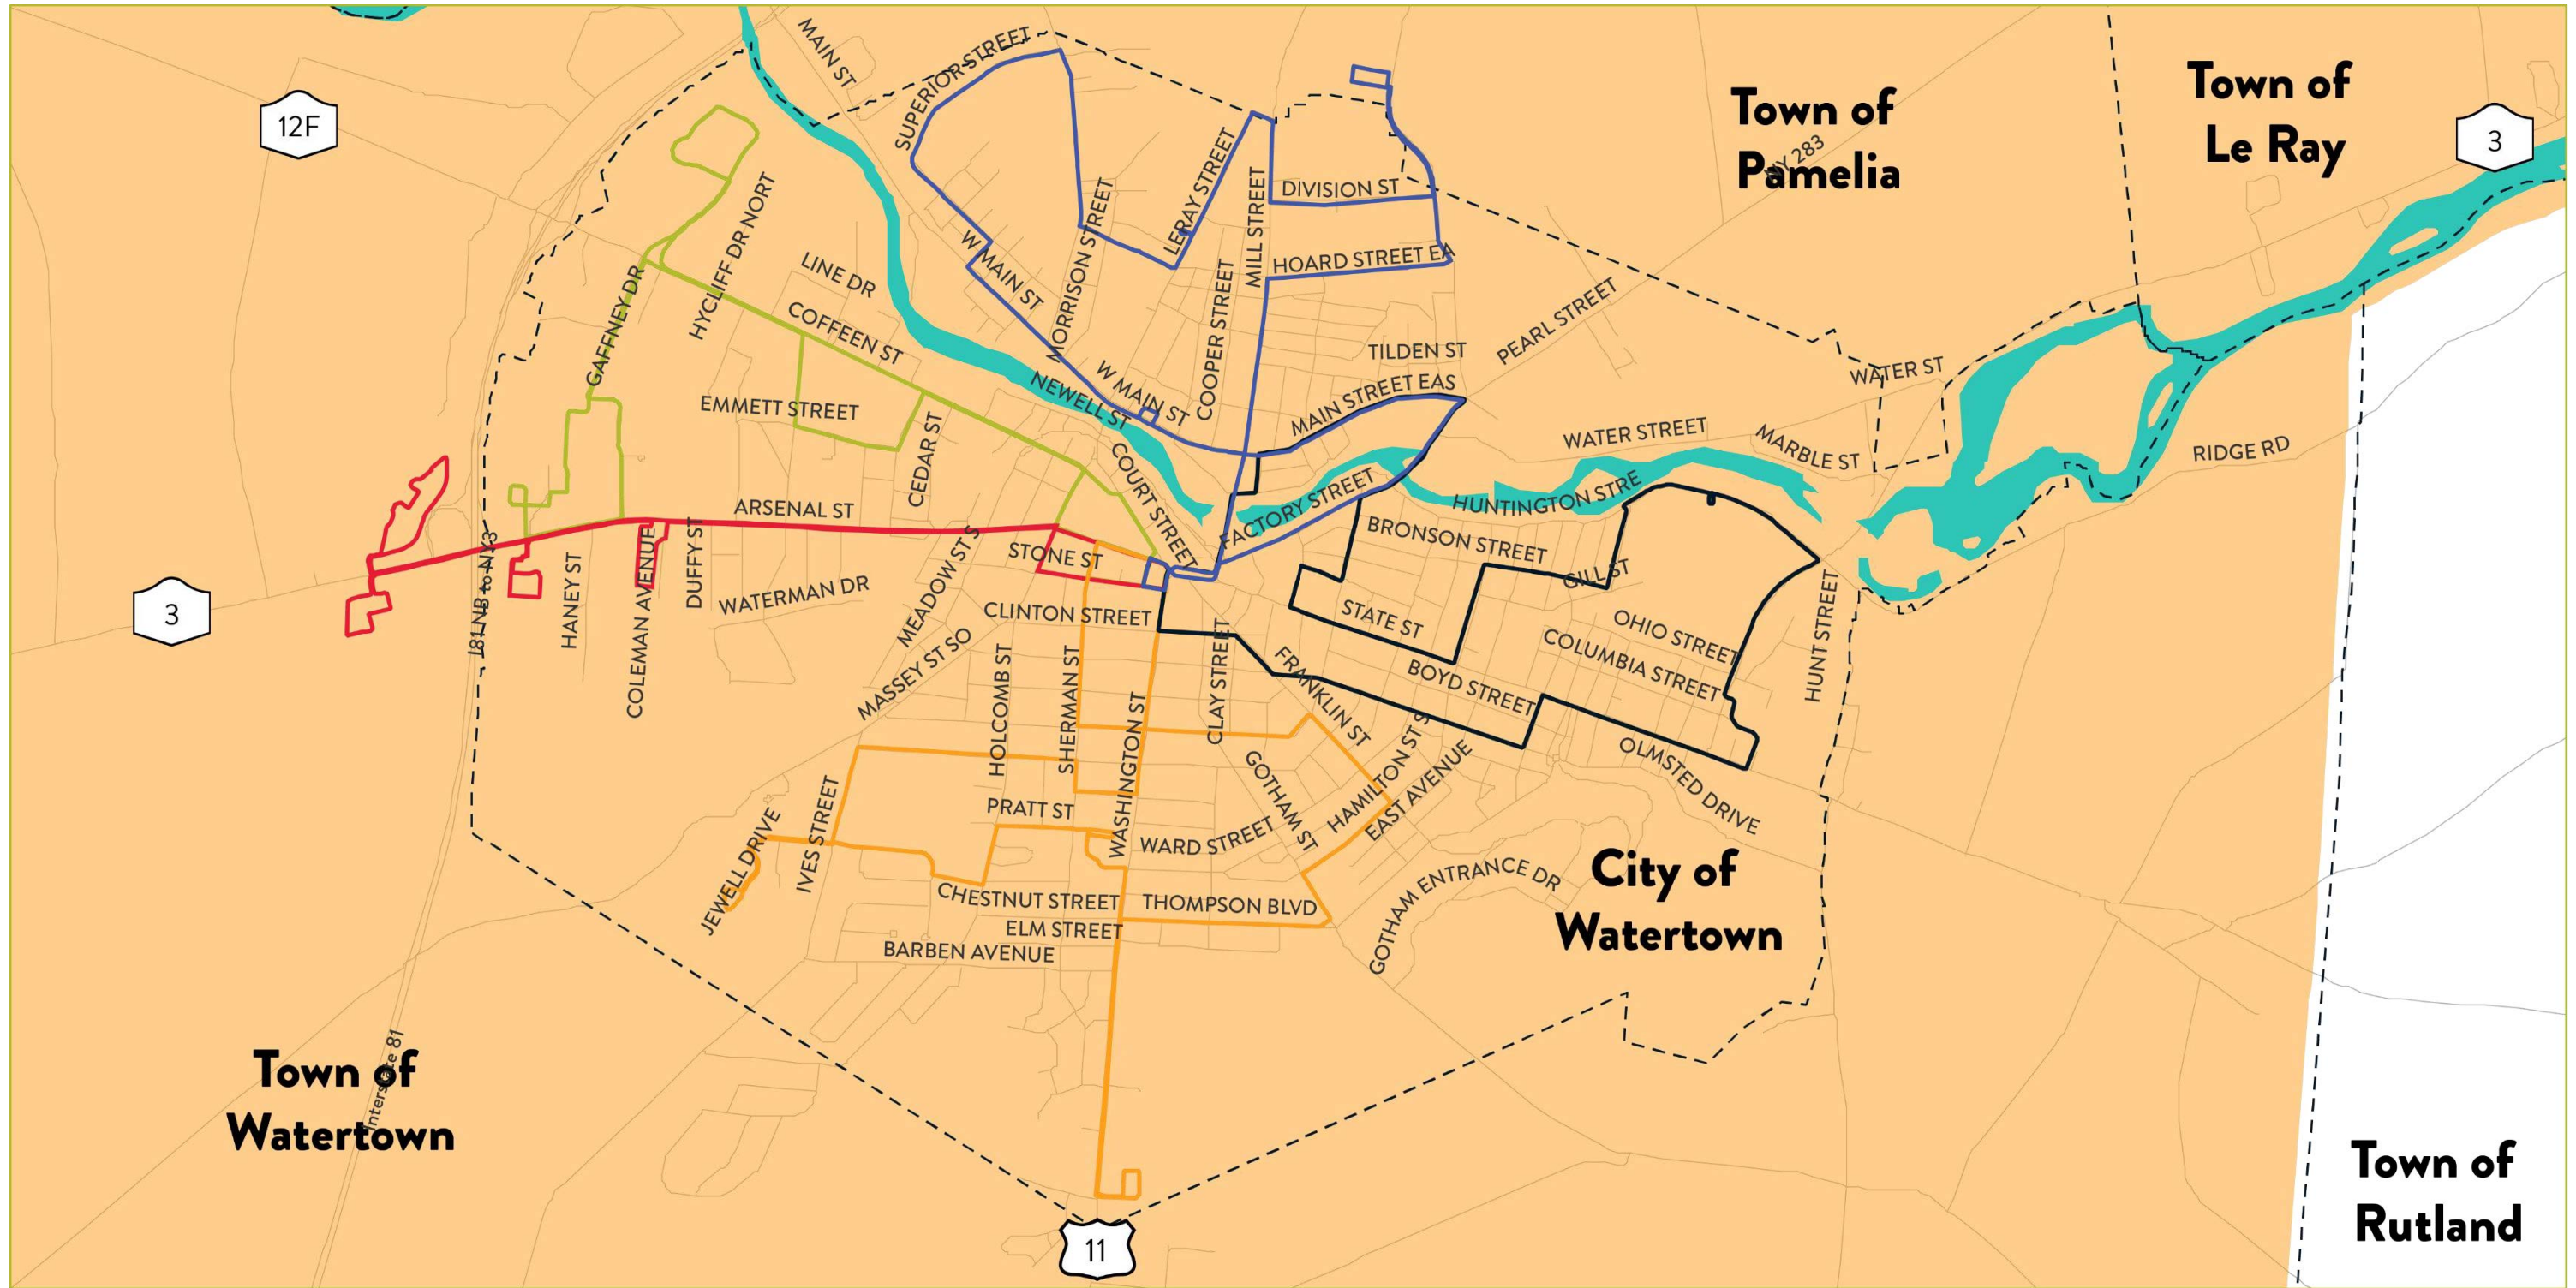 MAIN ST
SUPERIOR STREET
12F
Town of
Pamelia
NY 283
Town of
Le Ray
3
HYCLIFF DR NORT
LERAY STREET
MILL STREET
DIVISION ST
MORRISON STREET
W MAIN ST
HOARD STREET EA
LINE DR
GAFFNEY DR
COFFEEN ST
COOPER STREET
PEARL STREET
TILDEN ST
WATER ST
NEWELL ST
W MAIN ST
MAIN STREET EAS
EMMETT STREET
CEDAR ST
COURT STREET
WATER STREET
MARBLE ST
RIDGE RD
ARSENAL ST
FACTORY STREET
HUNTINGTON STRE
BRONSON STREET
STONE ST
GILL ST
I81 NB to NY3
HANEY ST
COLEMAN AVENUE
DUFFY ST
WATERMAN DR
MEADOW ST S
3
CLINTON STREET
STATE ST
OHIO STREET
COLUMBIA STREET
HUNT STREET
MASSEY ST SO
HOLCOMB ST
SHERMAN ST
CLAY STREET
FRANKLIN ST
BOYD STREET
WASHINGTON ST
GOTHAM ST
HAMILTON ST S
EAST AVENUE
OLMSTED DRIVE
PRATT ST
WARD STREET
JEWELL DRIVE
IVES STREET
CHESTNUT STREET
THOMPSON BLVD
GOTHAM ENTRANCE DR
City of
Watertown
ELM STREET
BARBEN AVENUE
Town of
Watertown
Interstate 81
Town of
Rutland
11